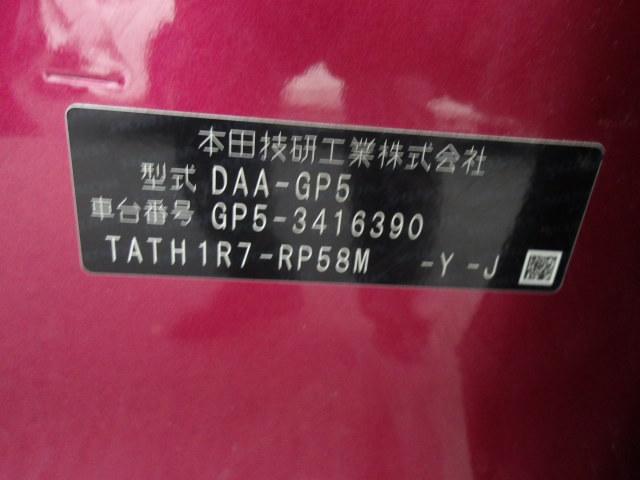 本田技研工業株式会社
型式 DAA-GP5
車台番号 GP5-3416390
TATH1R7-RP58M -Y-J